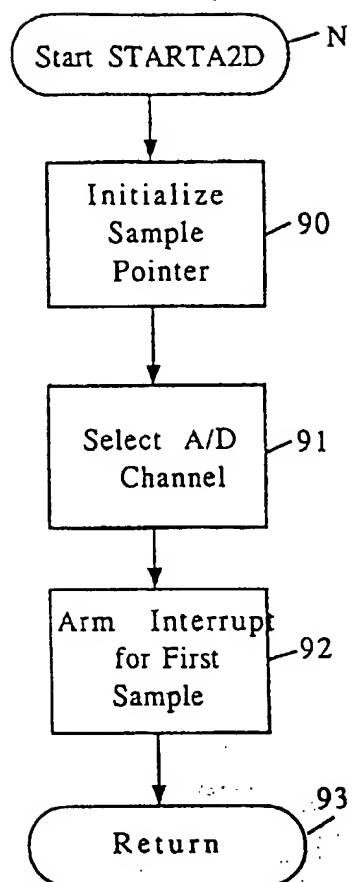 Start STARTA2D
N
Initialize
Sample
Pointer
90
Select A/D
Channel
91
Arm Interrupt
for First
Sample
92
Return
93